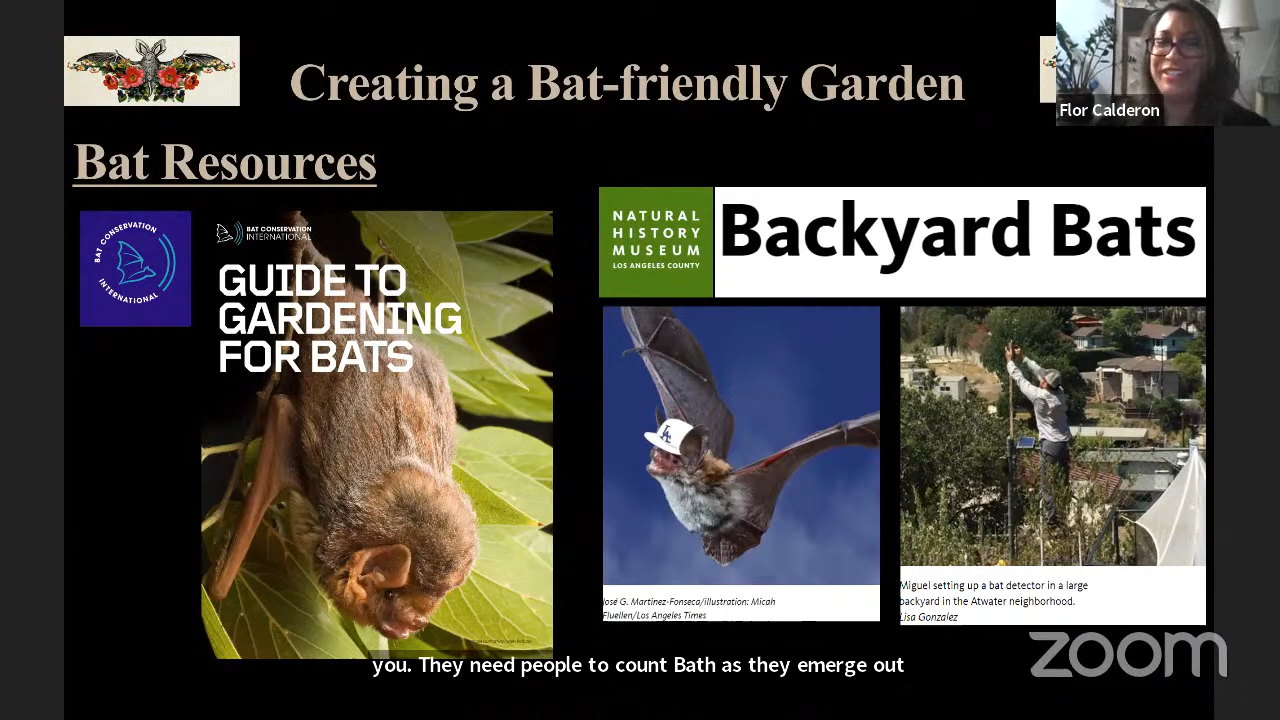 Creating a Bat-friendly Garden
Flor Calderon
Bat Resources
BAT CONSERVATION
INTERNATIONAL
BAT CONSERVATION
INTERNATIONAL
GUIDE TO
GARDENING
FOR BATS
NATURAL
HISTORY
MUSEUM
LOS ANGELES COUNTY
Backyard Bats
LA
José G. Martinez-Fonseca/illustration: Micah
Fluellen/Los Angeles Times
Miguel setting up a bat detector in a large
backyard in the Atwater neighborhood.
Lisa Gonzalez
you. They need people to count Bath as they emerge out
zoom